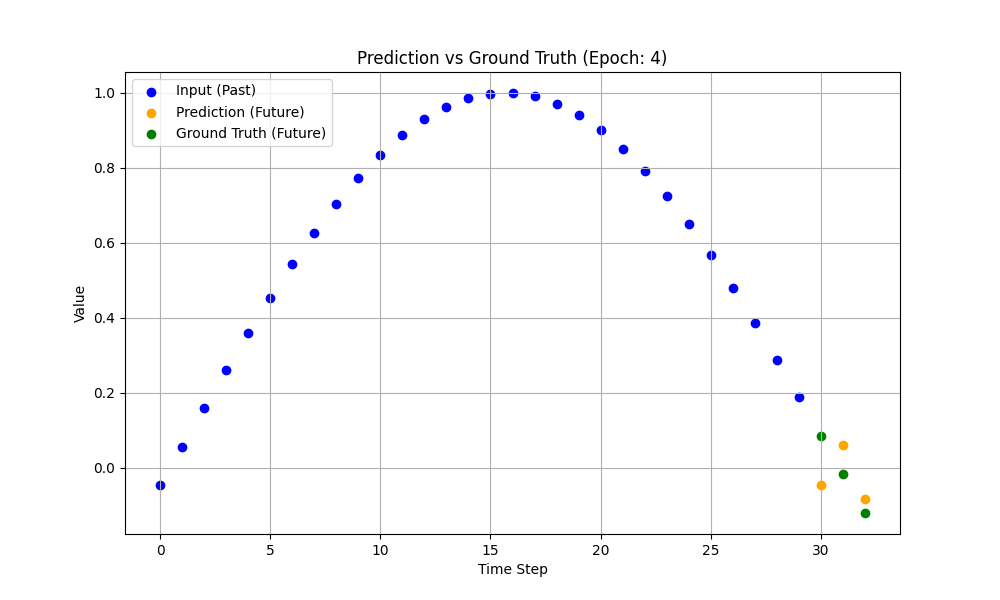 Prediction vs Ground Truth (Epoch: 4)
Input (Past)
Prediction (Future)
Ground Truth (Future)
1.0
0.8
0.6
0.4
0.2
0.0
Value
0 5 10 15 20 25 30
Time Step